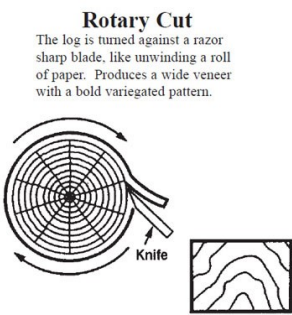 Rotary Cut
The log is turned against a razor
sharp blade, like unwinding a roll
of paper. Produces a wide veneer
with a bold variegated pattern.
Knife